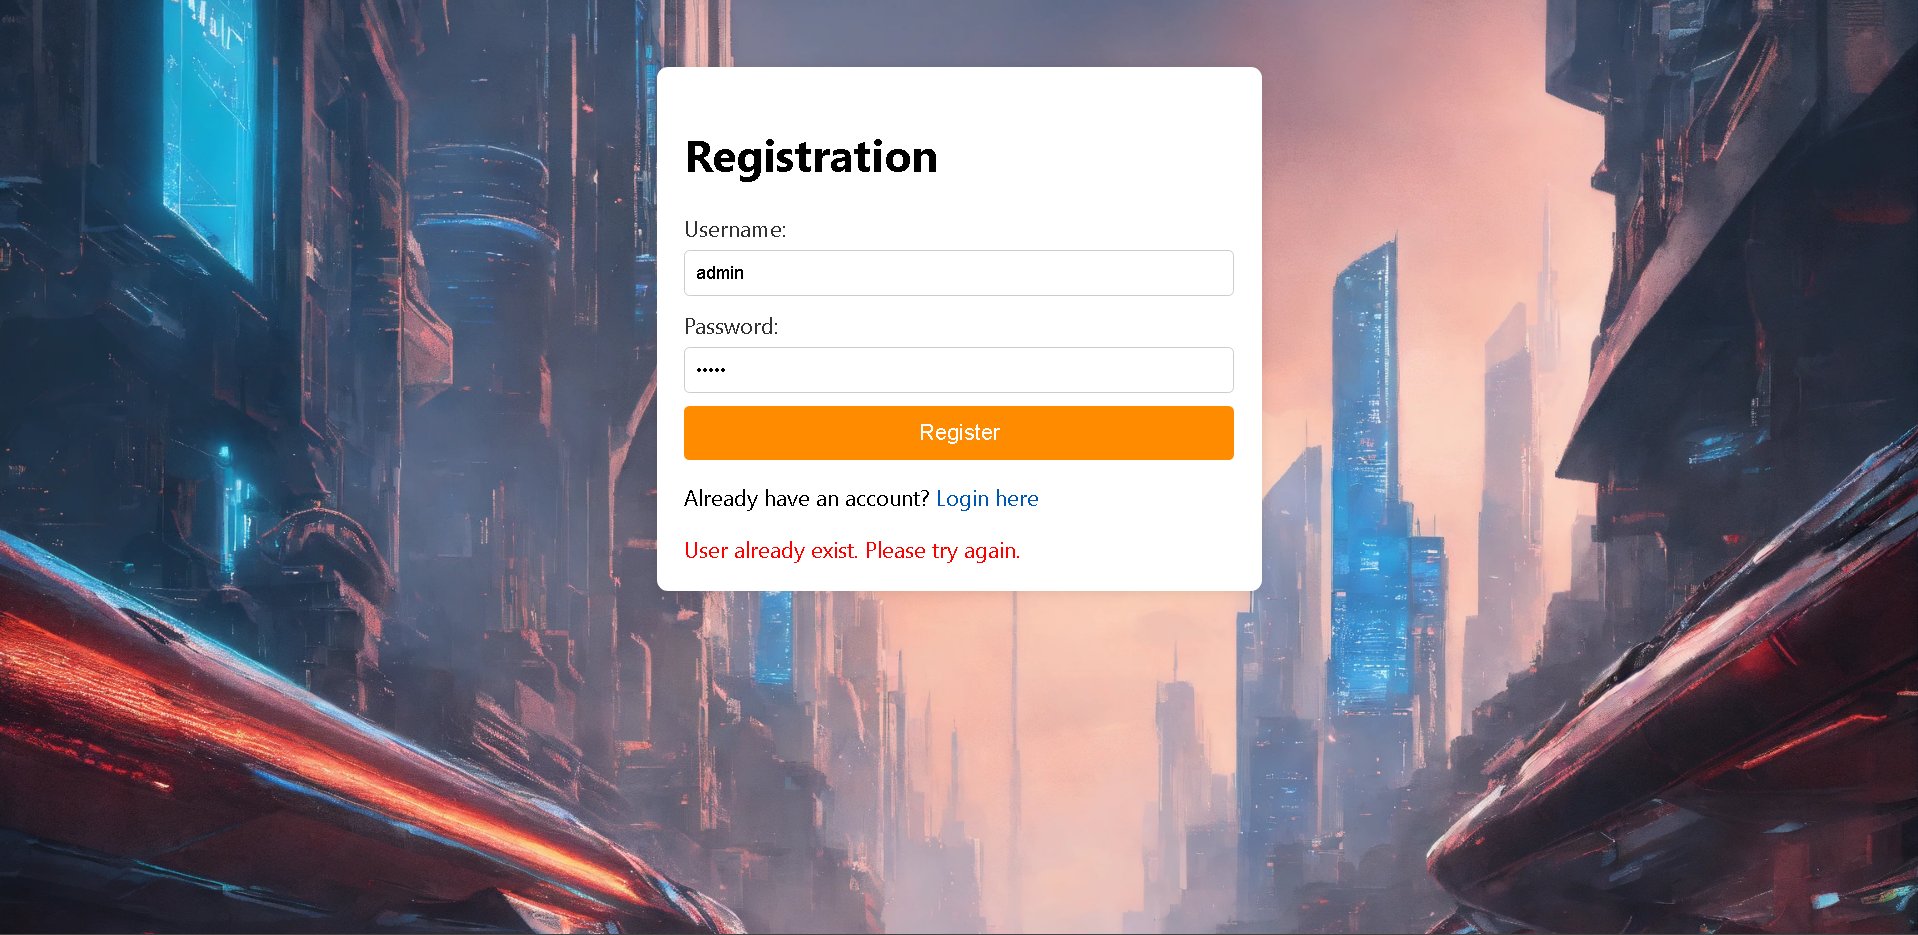 Registration
Username:
admin
Password:
•••••
Register
Already have an account? Login here
User already exist. Please try again.